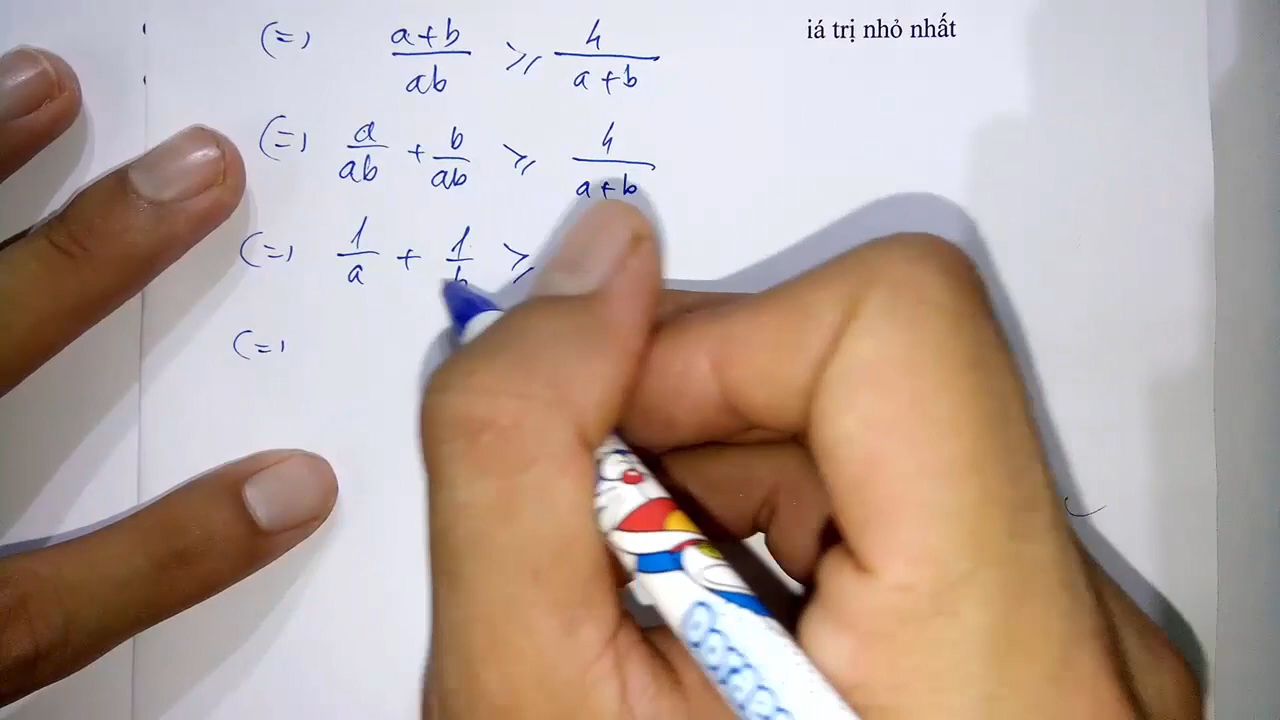 iá trị nhỏ nhất
(=) a+b/ab ≥ 4/a+b
(=) a/ab + b/ab ≥ 4/a+b
(=) 1/a + 1/b ≥
(=)